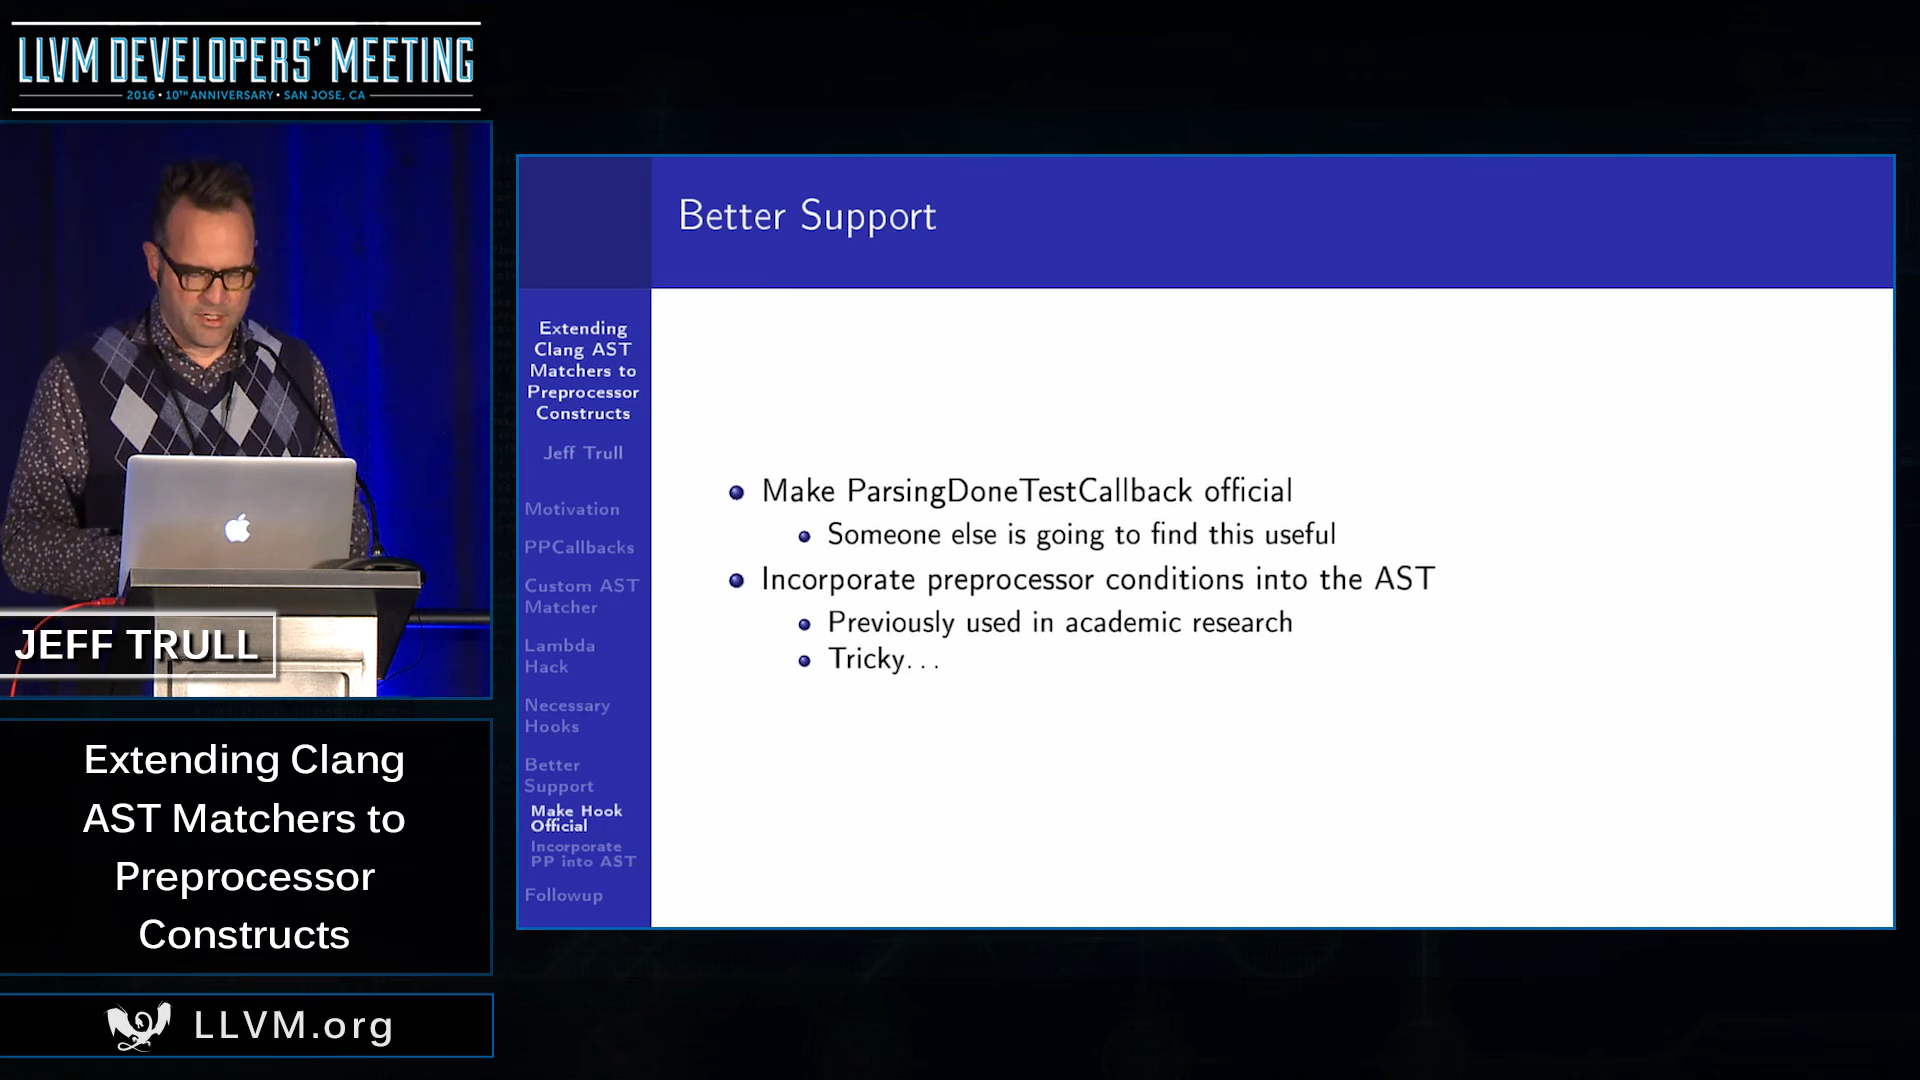 LLVM DEVELOPERS' MEETING
2016 • 10TH ANNIVERSARY • SAN JOSE, CA
JEFF TRULL
Extending Clang
AST Matchers to
Preprocessor
Constructs
LLVM.org
Better Support
Extending
Clang AST
Matchers to
Preprocessor
Constructs
Jeff Trull
Motivation
PPCallbacks
Custom AST
Matcher
Lambda
Hack
Necessary
Hooks
Better
Support
Make Hook
Official
Incorporate
PP into AST
Followup
Make ParsingDoneTestCallback official
Someone else is going to find this useful
Incorporate preprocessor conditions into the AST
Previously used in academic research
Tricky...